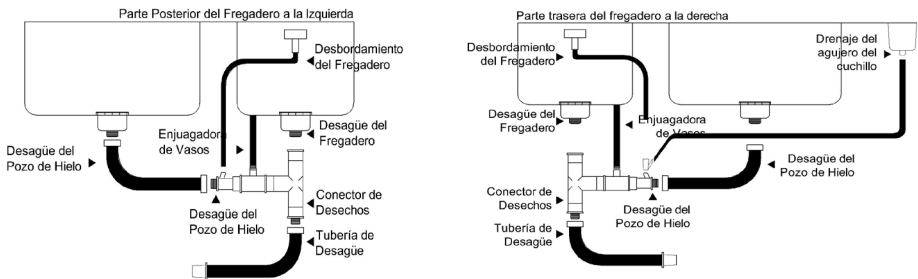 Parte Posterior del Fregadero a la Izquierda
Desbordamiento
del Fregadero
Enjuagadora
de Vasos
Desagüe del
Fregadero
Desagüe del
Pozo de Hielo
Desagüe del
Pozo de Hielo
Conector de
Desechos
Tubería de
Desagüe
Parte trasera del fregadero a la derecha
Desbordamiento
del Fregadero
Drenaje del
agujero del
cuchillo
Desagüe del
Fregadero
Enjuagadora
de Vasos
Desagüe del
Pozo de Hielo
Conector de
Desechos
Desagüe del
Pozo de Hielo
Tubería de
Desagüe